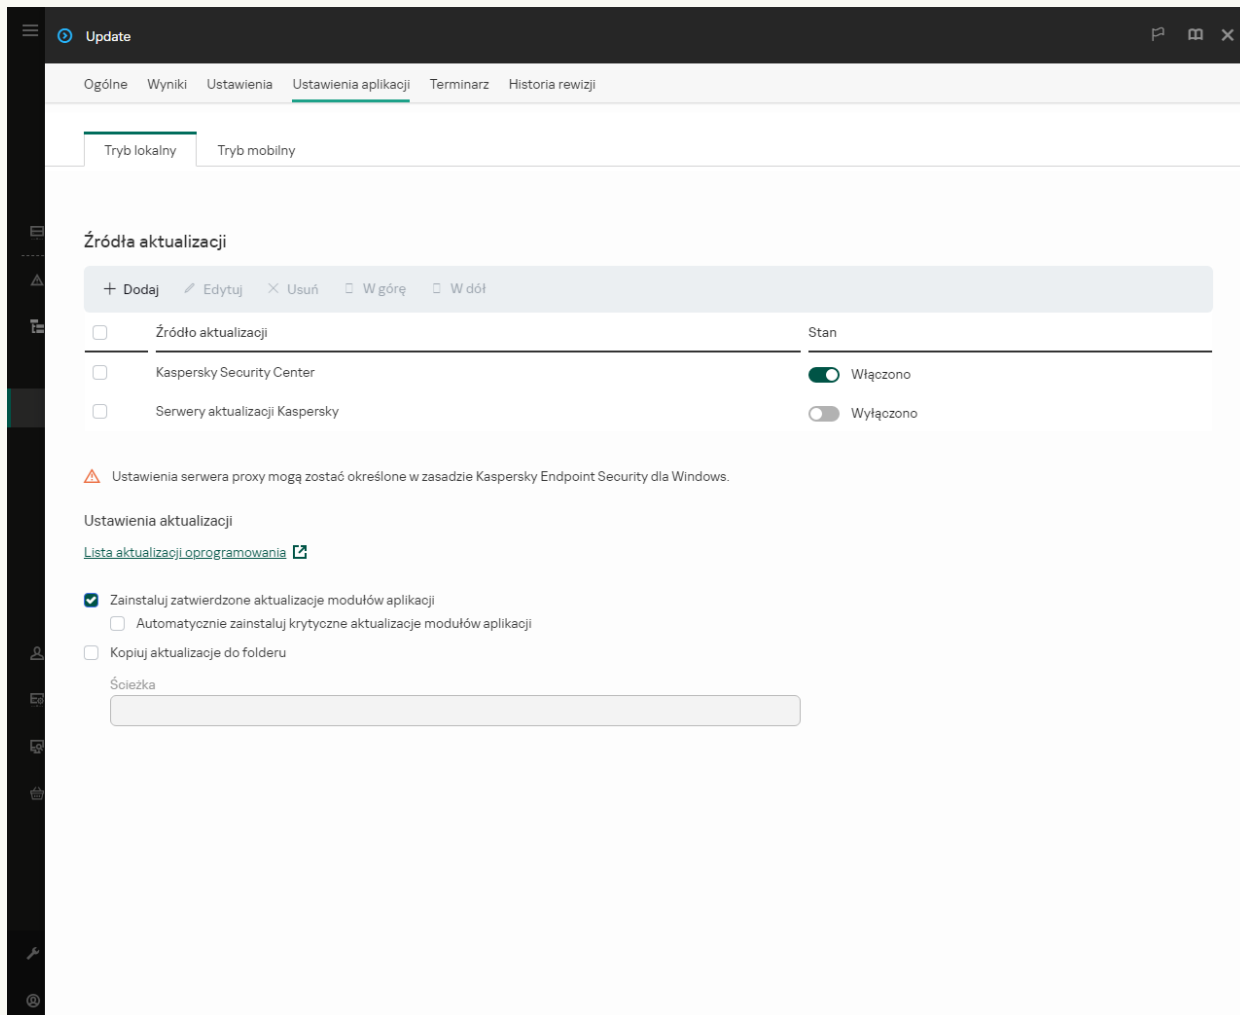 Update
Ogólne Wyniki Ustawienia Ustawienia aplikacji Terminarz Historia rewizji
Tryb lokalny Tryb mobilny
Źródła aktualizacji
Dodaj Edytuj Usuń W górę W dół
Źródło aktualizacji Stan
Kaspersky Security Center Włączono
Serwery aktualizacji Kaspersky Wyłączono
Ustawienia serwera proxy mogą zostać określone w zasadzie Kaspersky Endpoint Security dla Windows.
Ustawienia aktualizacji
Lista aktualizacji oprogramowania
Zainstaluj zatwierdzone aktualizacje modułów aplikacji
Automatycznie zainstaluj krytyczne aktualizacje modułów aplikacji
Kopiuj aktualizacje do folderu
Ścieżka